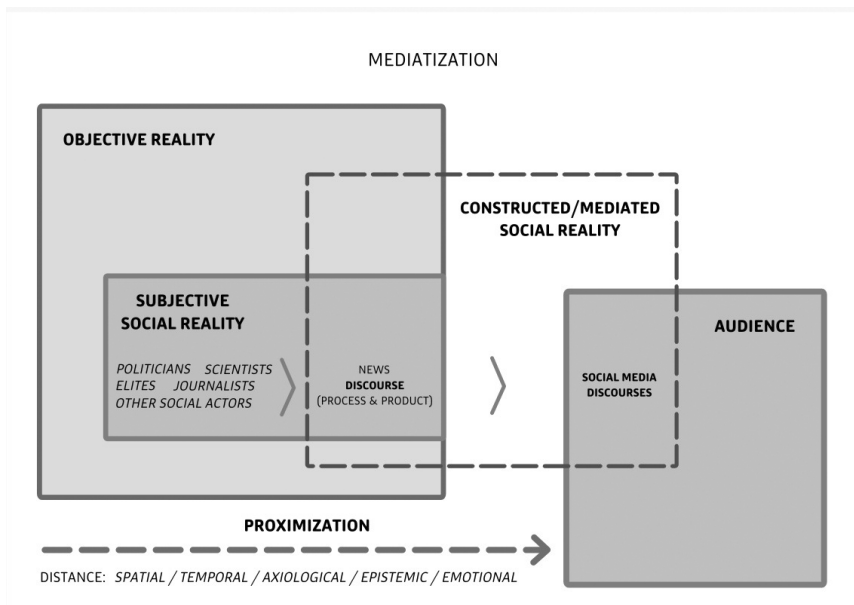 MEDIATIZATION
OBJECTIVE REALITY
CONSTRUCTED/MEDIATED
SOCIAL REALITY
SUBJECTIVE
SOCIAL REALITY
POLITICIANS SCIENTISTS
ELITES JOURNALISTS
OTHER SOCIAL ACTORS
NEWS
DISCOURSE
(PROCESS & PRODUCT)
AUDIENCE
SOCIAL MEDIA
DISCOURSES
PROXIMIZATION
DISTANCE: SPATIAL / TEMPORAL / AXIOLOGICAL / EPISTEMIC / EMOTIONAL